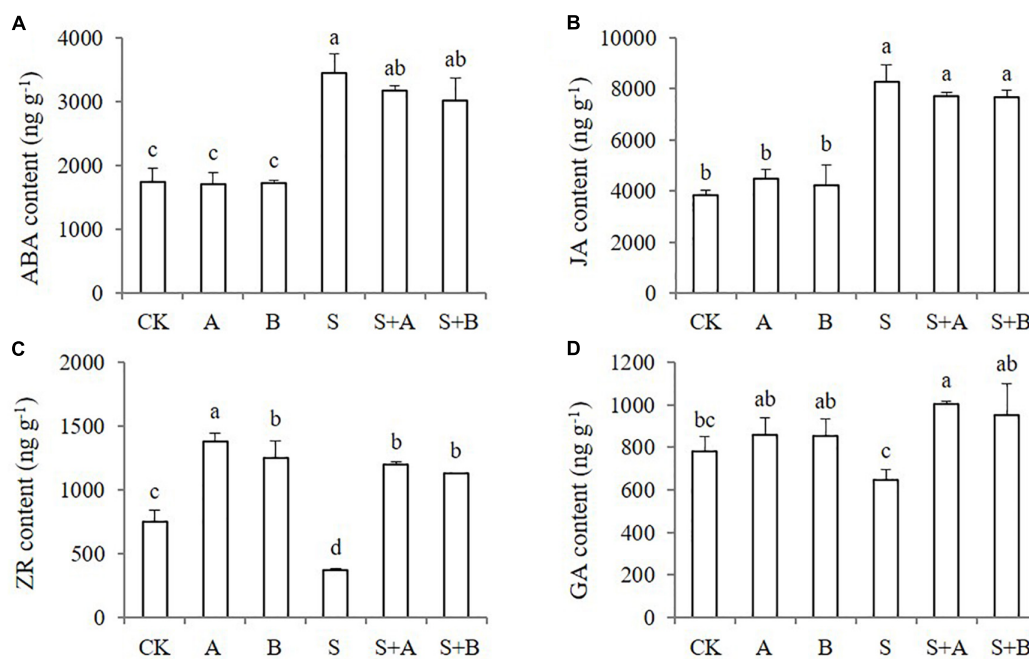 A
ABA content (ng g⁻¹)
4000
3000
2000
1000
0
c
c
c
a
ab
ab
CK A B S S+A S+B
B
JA content (ng g⁻¹)
10000
8000
6000
4000
2000
0
b
b
b
a
a
a
CK A B S S+A S+B
C
ZR content (ng g⁻¹)
2000
1500
1000
500
0
c
a
b
d
b
b
CK A B S S+A S+B
D
GA content (ng g⁻¹)
1200
1000
800
600
400
200
0
bc
ab
ab
c
a
ab
CK A B S S+A S+B